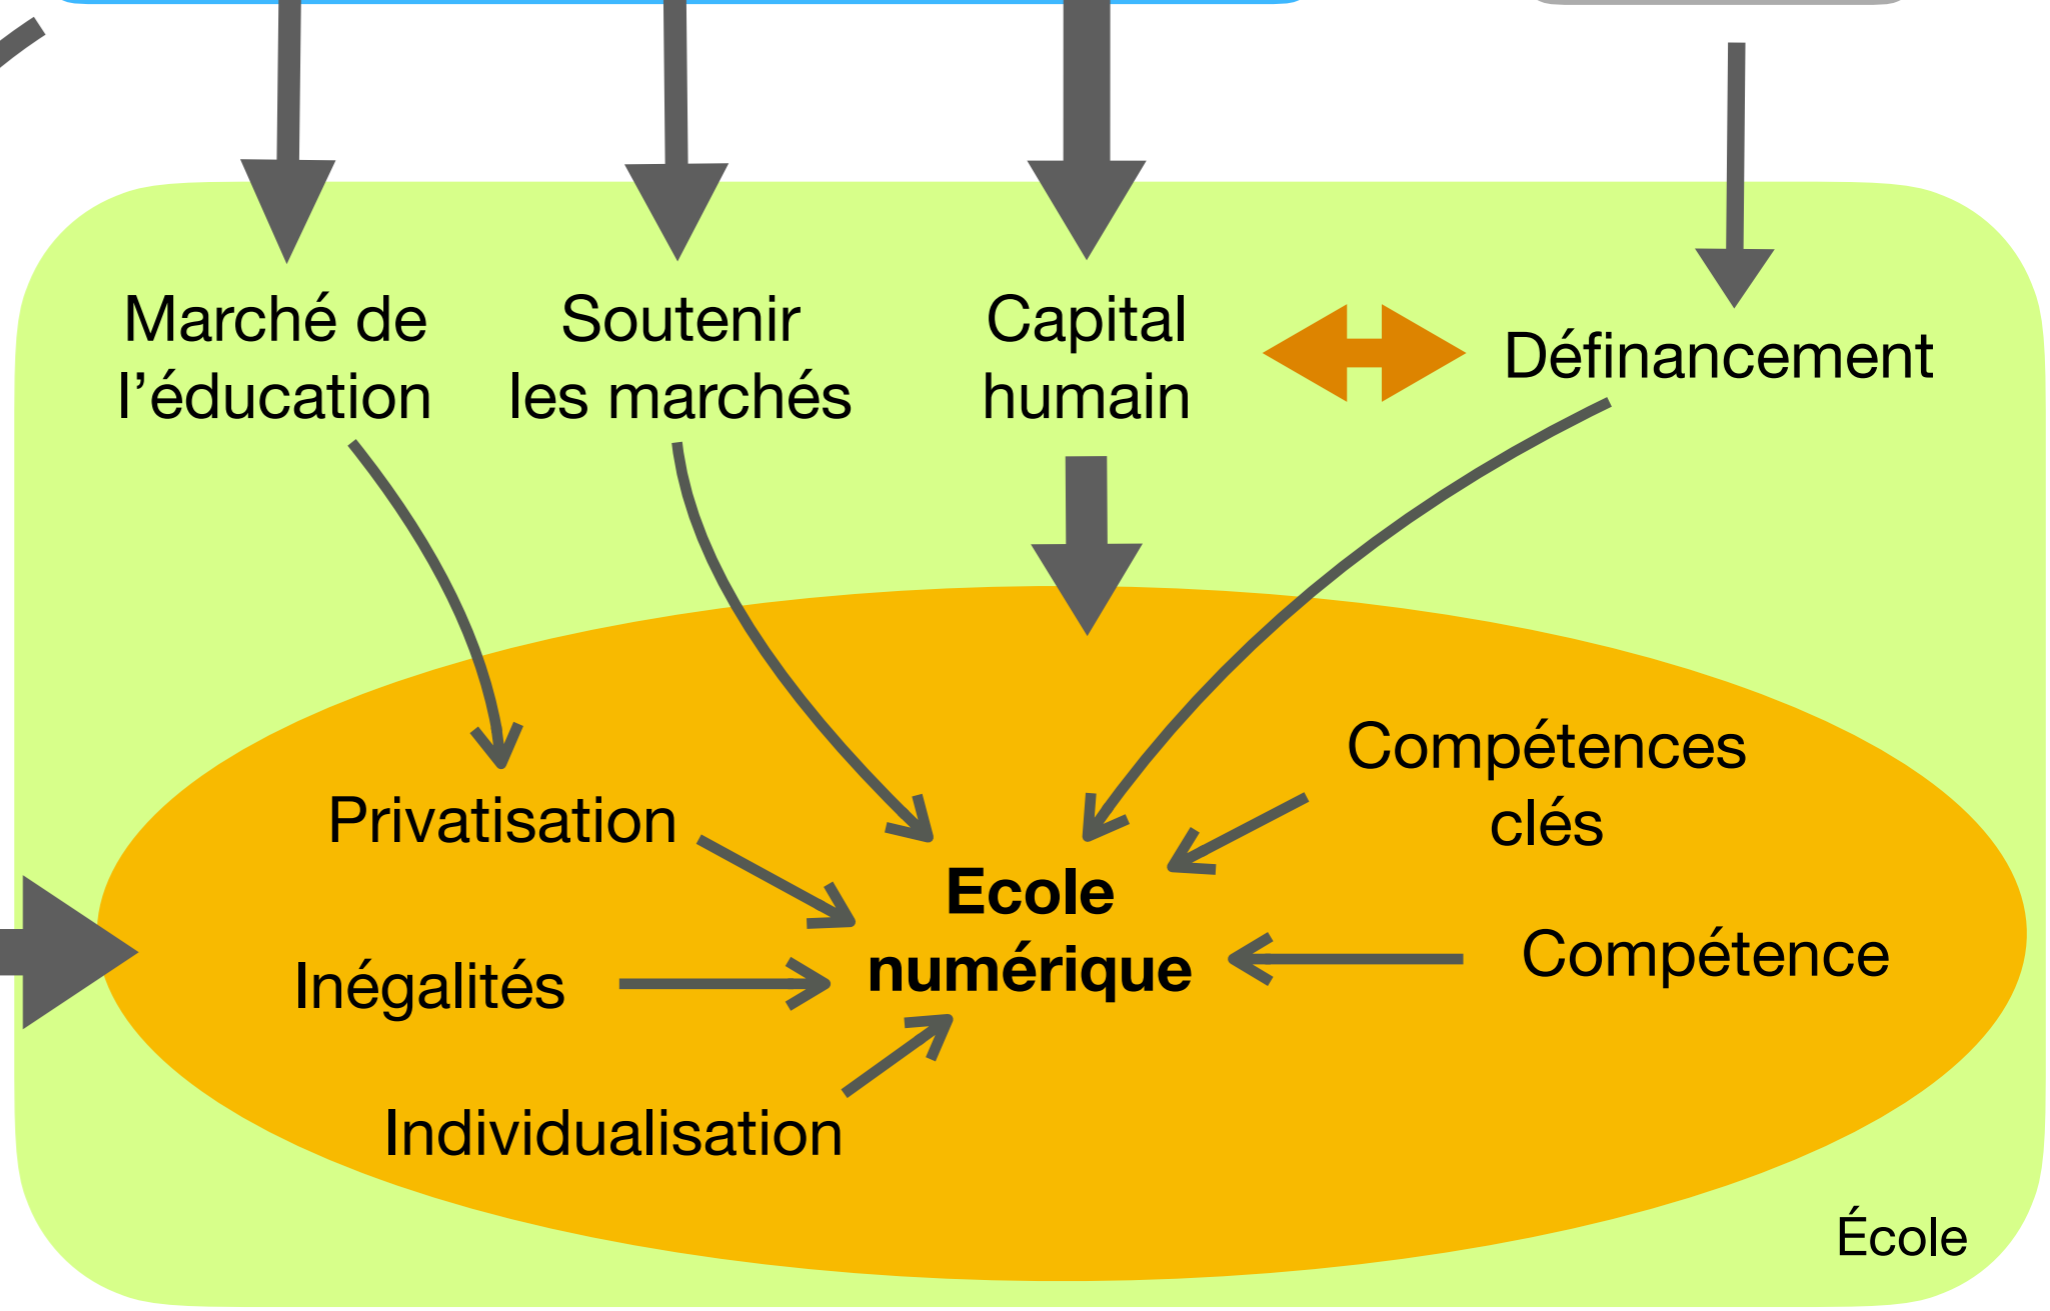 Marché de
l’éducation
Soutenir
les marchés
Capital
humain
Définancement
Compétences
clés
Privatisation
Ecole
numérique
Compétence
Inégalités
Individualisation
École